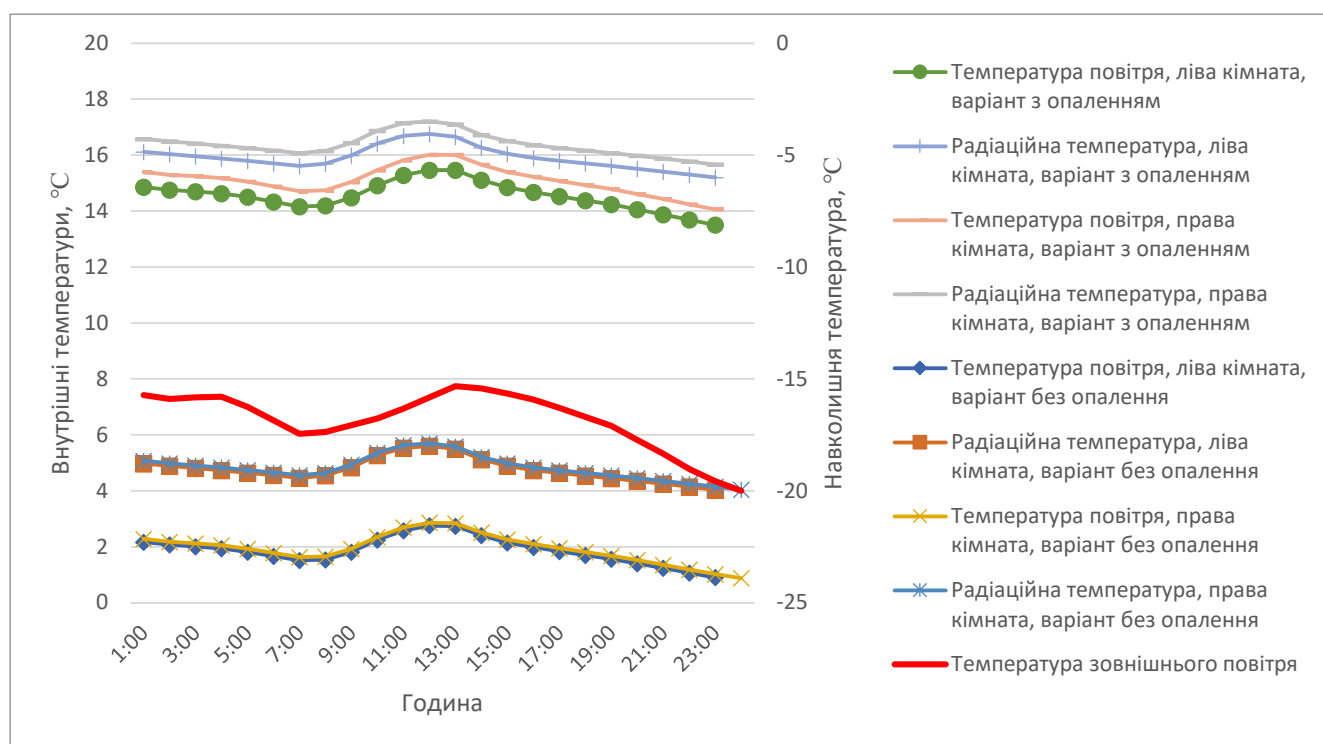 20
18
16
14
12
10
8
6
4
2
0
Внутрішні температури, °С
0
-5
-10
-15
-20
-25
Навколишня температура, °С
1:00
3:00
5:00
7:00
9:00
11:00
13:00
15:00
17:00
19:00
21:00
23:00
Година
Температура повітря, ліва кімната,
варіант з опаленням
Радіаційна температура, ліва
кімната, варіант з опаленням
Температура повітря, права
кімната, варіант з опаленням
Радіаційна температура, права
кімната, варіант з опаленням
Температура повітря, ліва кімната,
варіант без опалення
Радіаційна температура, ліва
кімната, варіант без опалення
Температура повітря, права
кімната, варіант без опалення
Радіаційна температура, права
кімната, варіант без опалення
Температура зовнішнього повітря